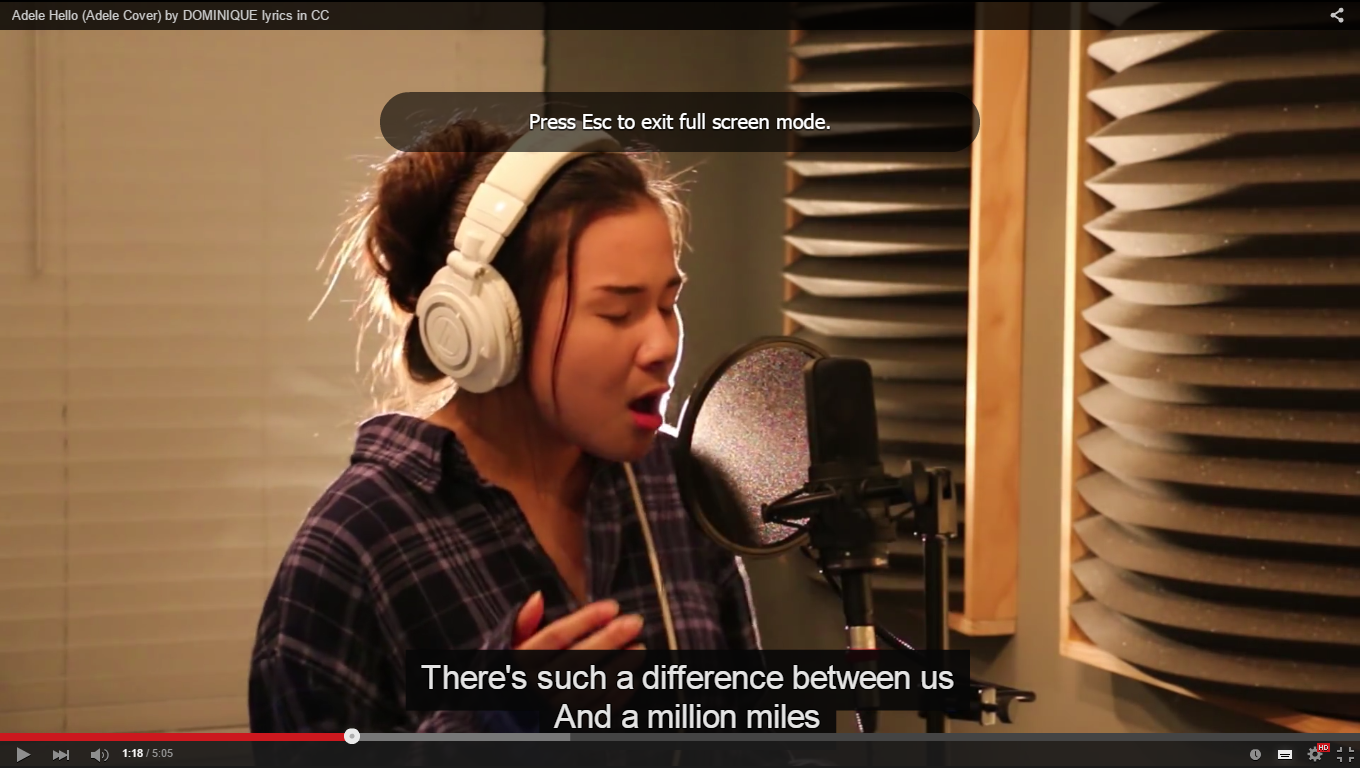 Adele Hello (Adele Cover) by DOMINIQUE lyrics in CC
Press Esc to exit full screen mode.
There's such a difference between us
And a million miles
1:18 / 5:05
HD